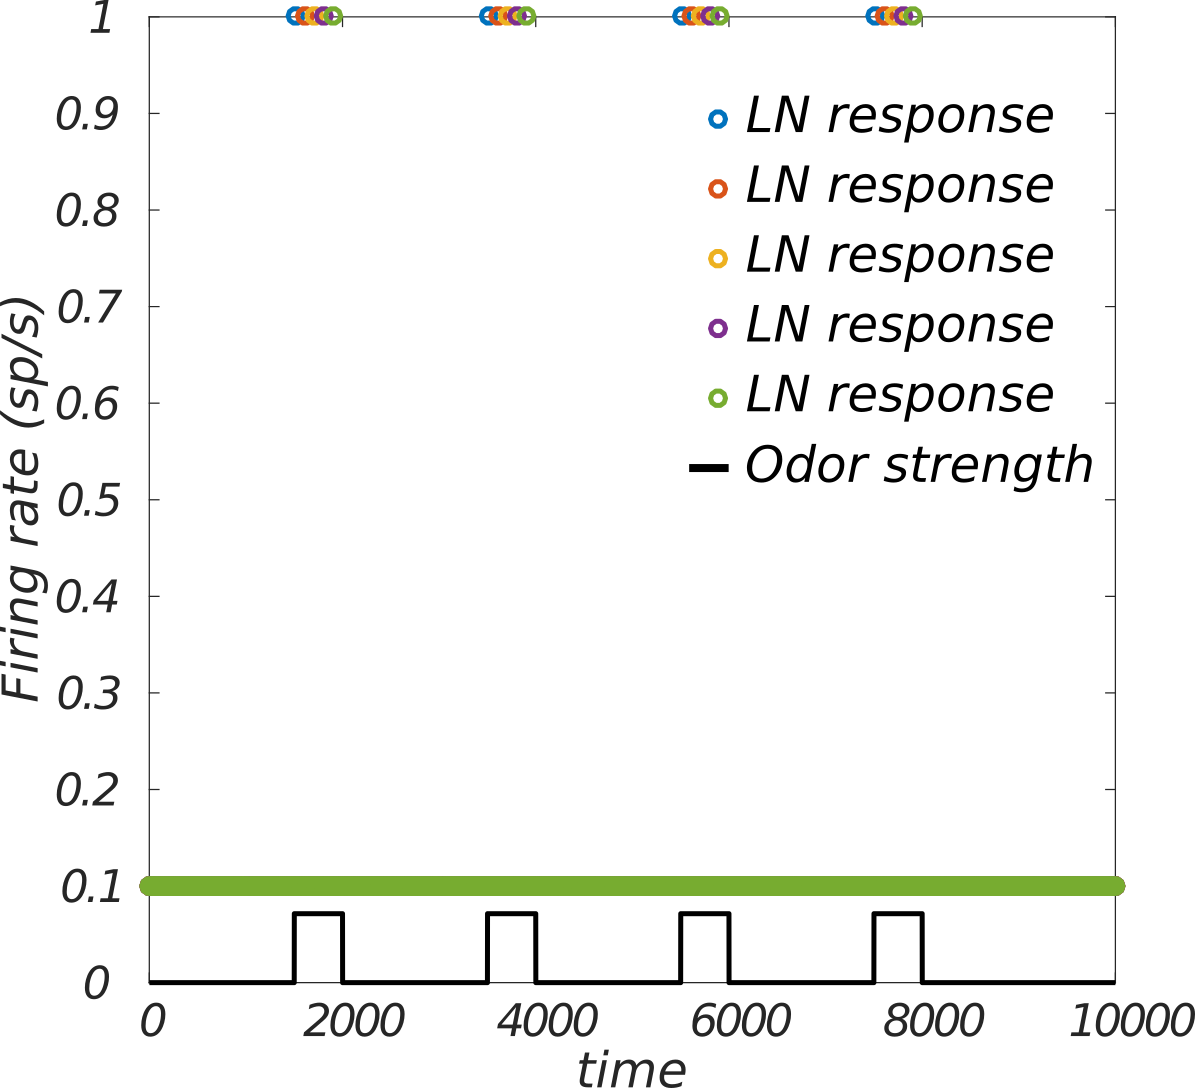 1
0.9
0.8
0.7
0.6
0.5
0.4
0.3
0.2
0.1
0
Firing rate (sp/s)
LN response
LN response
LN response
LN response
LN response
Odor strength
0 2000 4000 6000 8000 10000
time